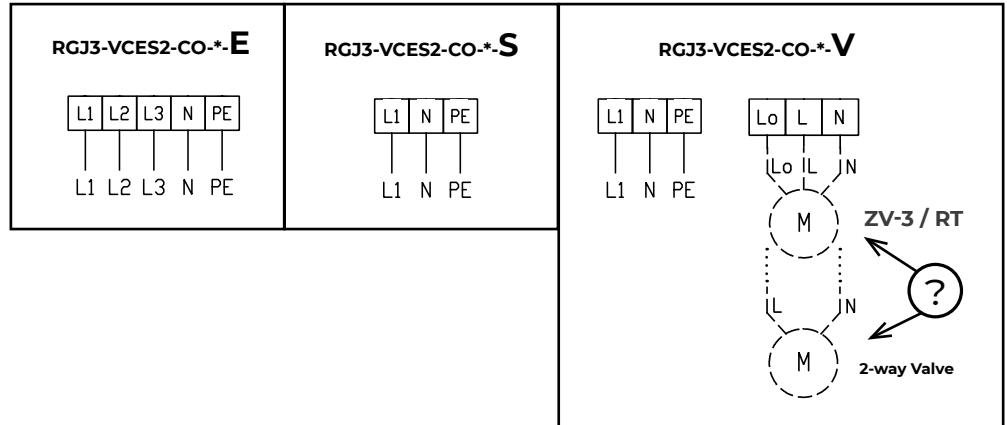 RGJ3-VCES2-CO-*-E
L1 L2 L3 N PE
L1 L2 L3 N PE
RGJ3-VCES2-CO-*-S
L1 N PE
L1 N PE
RGJ3-VCES2-CO-*-V
L1 N PE
L1 N PE
Lo L N
Lo L N
M
ZV-3 / RT
?
L N
M
2-way Valve